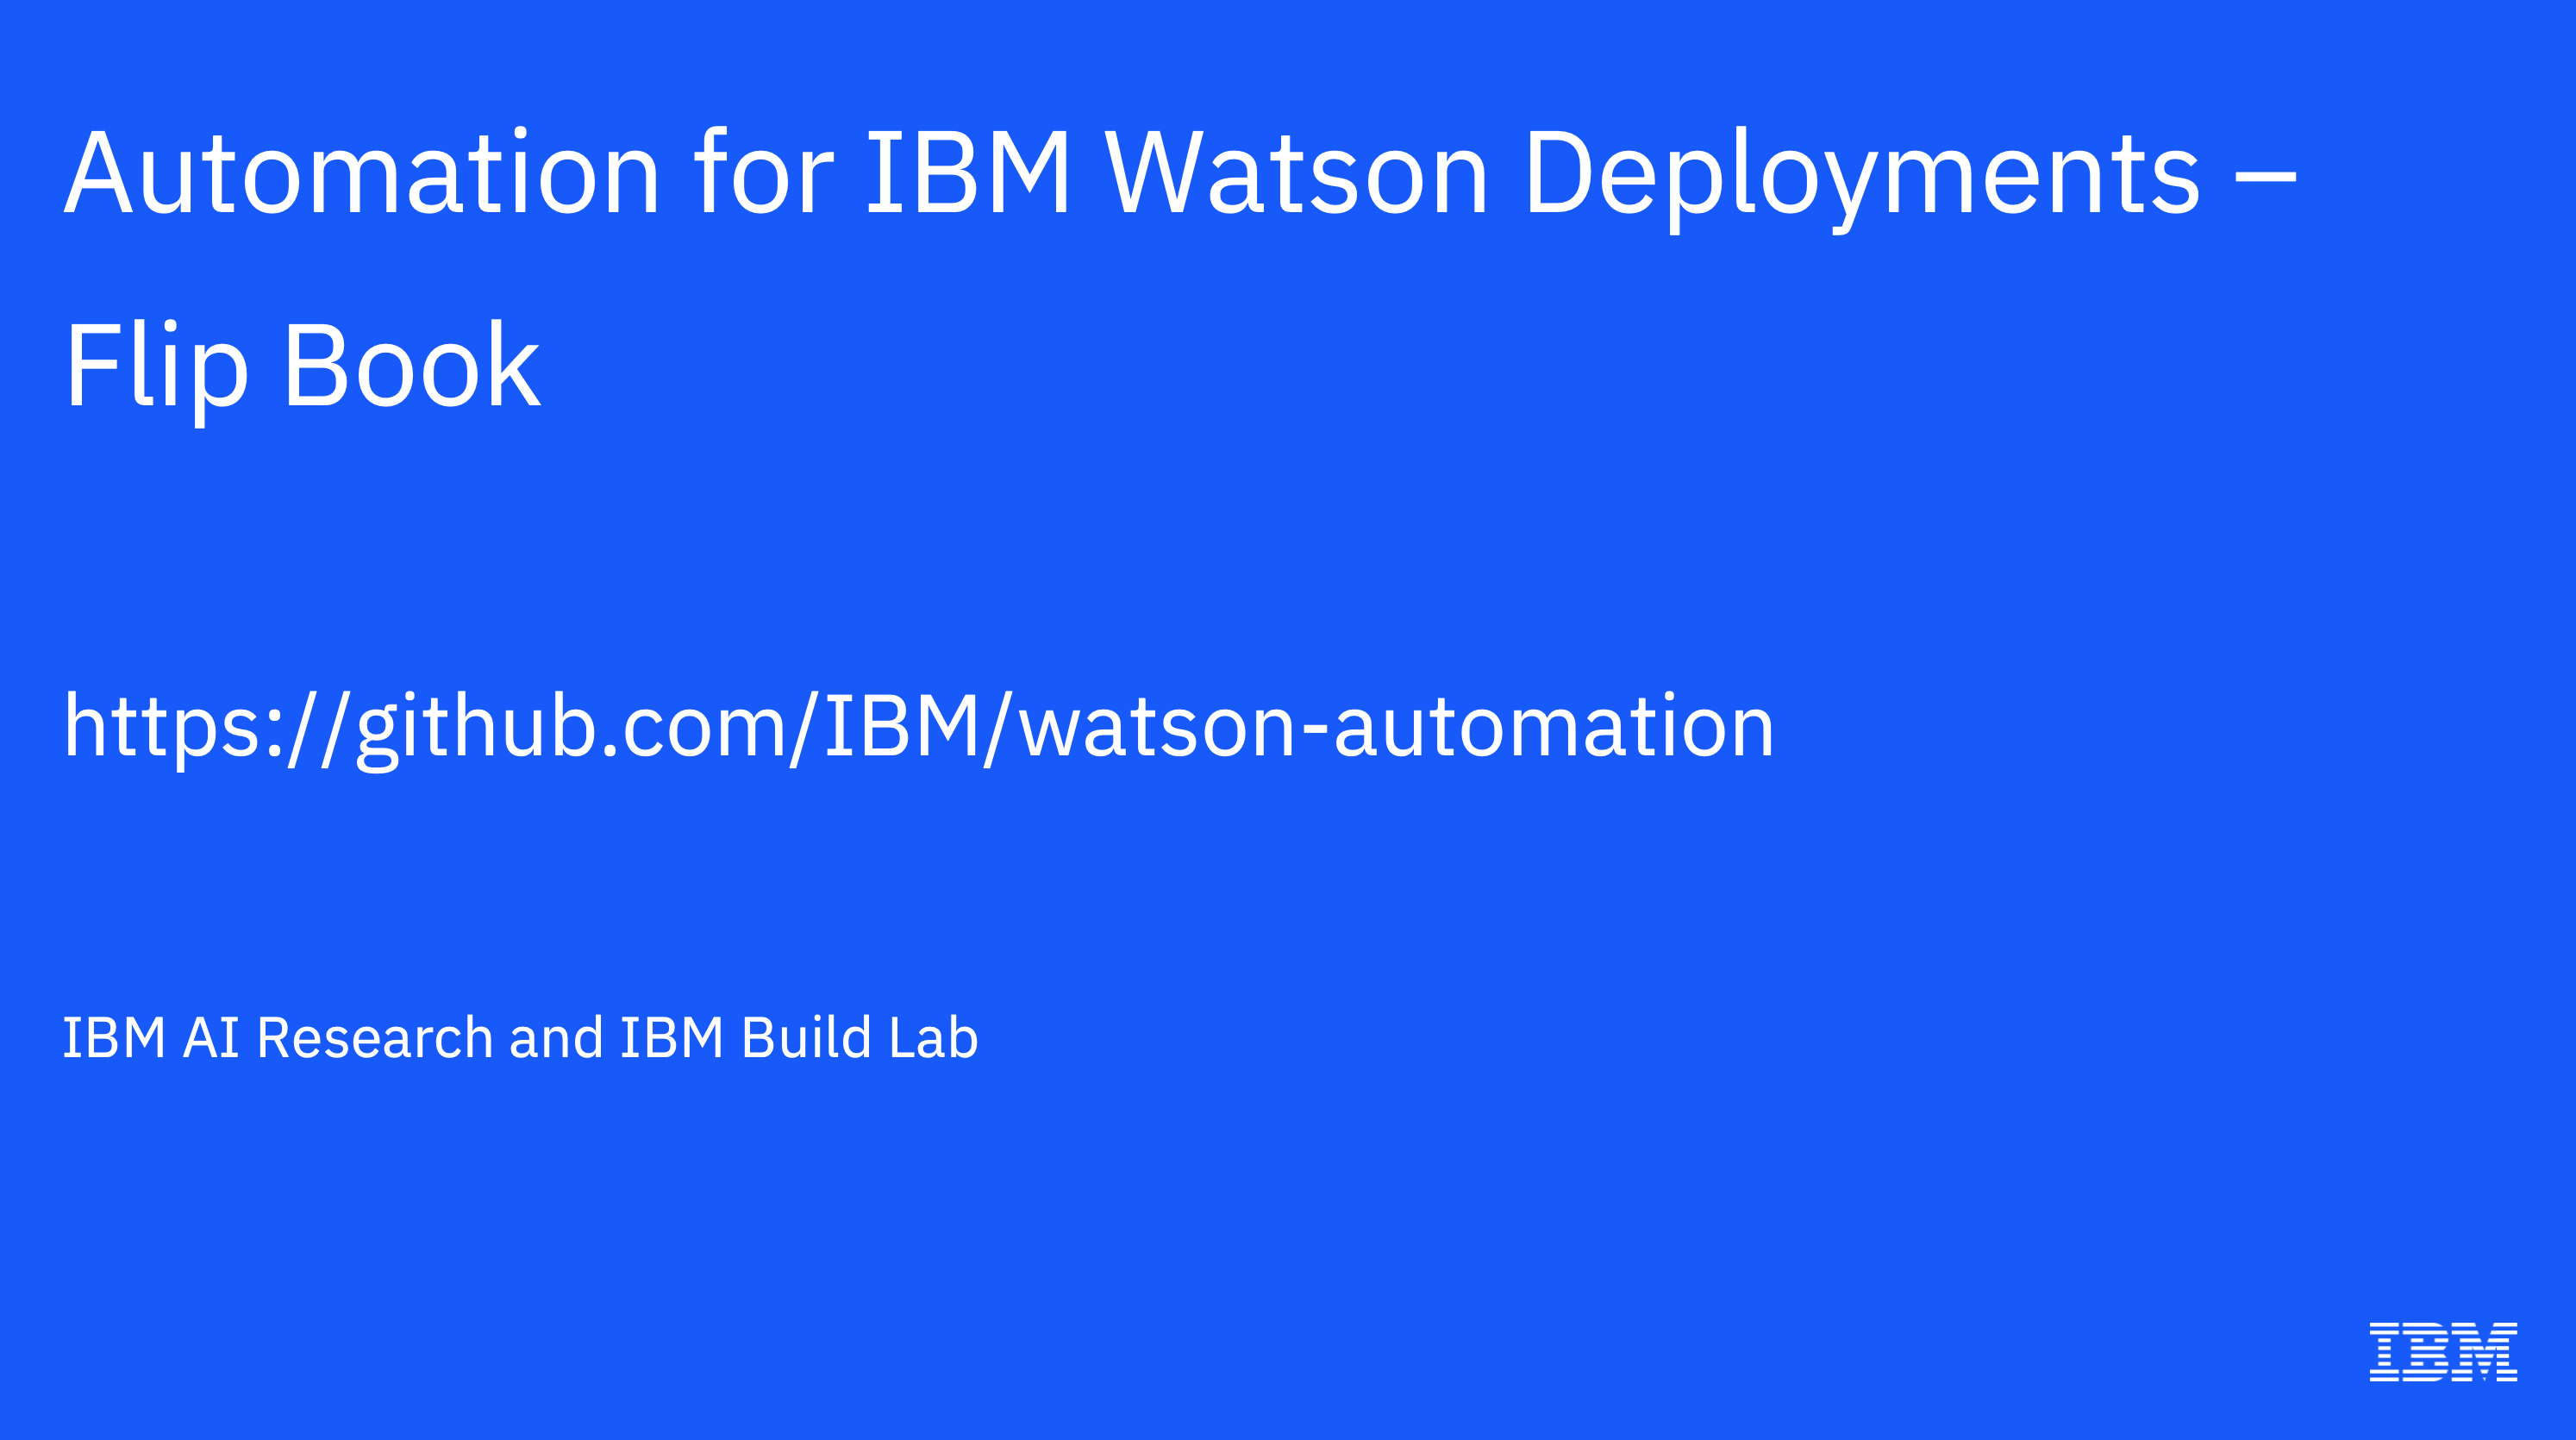 Automation for IBM Watson Deployments –
Flip Book
https://github.com/IBM/watson-automation
IBM AI Research and IBM Build Lab
IBM